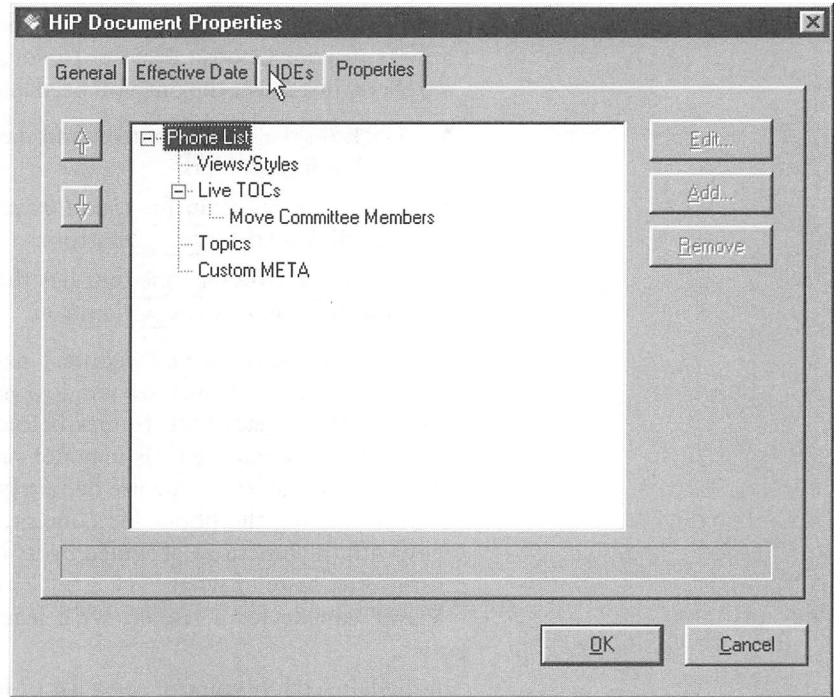 HiP Document Properties
General
Effective Date
UDEs
Properties
Phone List
Views/Styles
Live TOCs
Move Committee Members
Topics
Custom META
Edit...
Add...
Remove
OK
Cancel